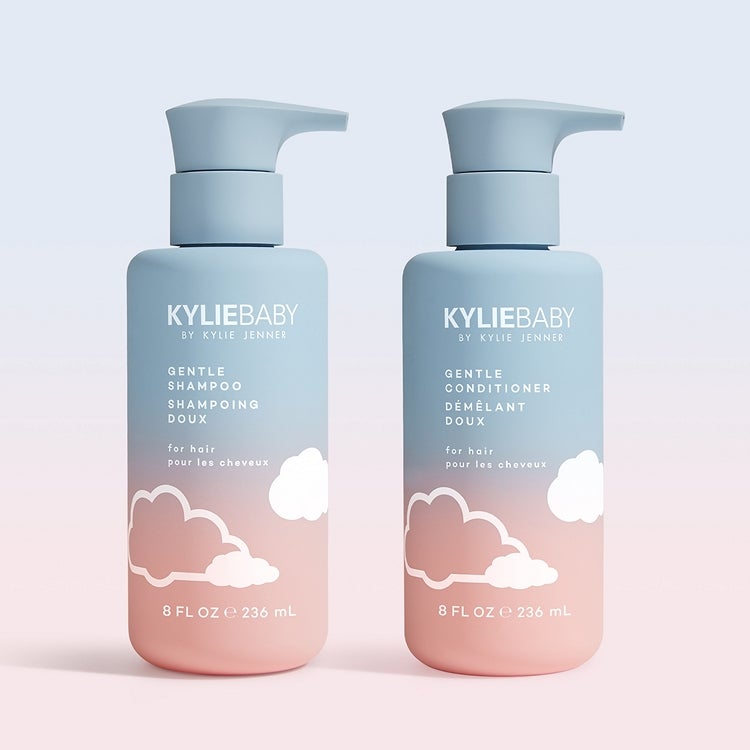 KYLIEBABY
BY KYLIE JENNER
GENTLE
SHAMPOO
SHAMPOING
DOUX
for hair
pour les cheveux
8 FL OZ ℮ 236 mL
KYLIEBABY
BY KYLIE JENNER
GENTLE
CONDITIONER
DÉMÊLANT
DOUX
for hair
pour les cheveux
8 FL OZ ℮ 236 mL